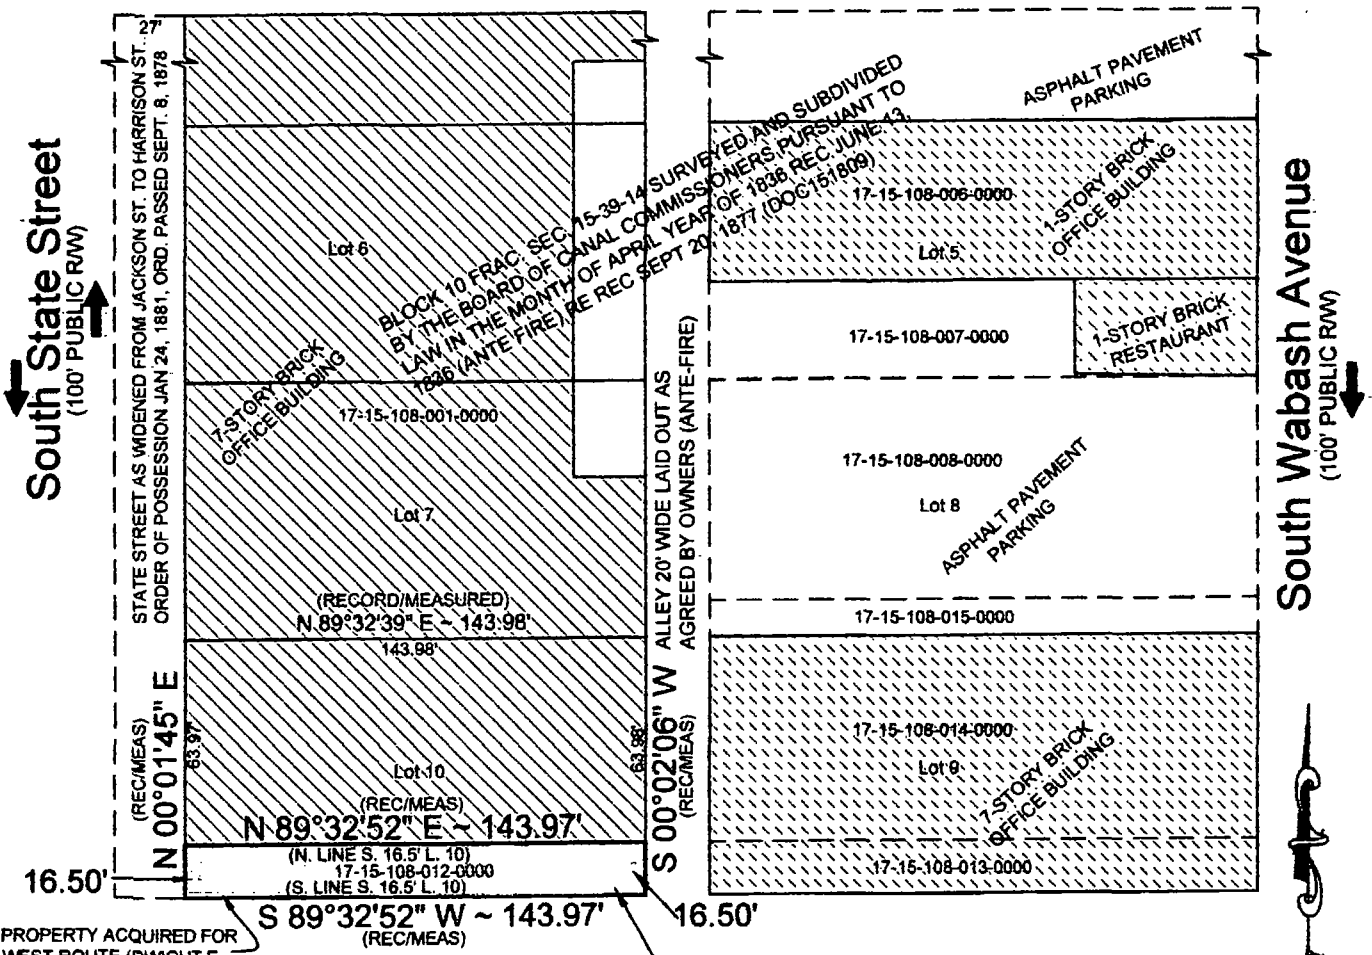 South State Street
(100' PUBLIC R/W)
27'
STATE STREET AS WIDENED FROM JACKSON ST. TO HARRISON ST.
ORDER OF POSSESSION JAN 24, 1881, ORD. PASSED SEPT. 8, 1878
(REC/MEAS)
N 00°01'45" E
63.97'
16.50'
Lot 6
BLOCK 10 FRAC. SEC. 15-39-14 SURVEYED AND SUBDIVIDED
BY THE BOARD OF CANAL COMMISSIONERS PURSUANT TO
LAW IN THE MONTH OF APRIL YEAR OF 1836 REC JUNE 13,
1836 (ANTE FIRE) RE REC SEPT 20, 1877 (DOC151809)
7-STORY BRICK
OFFICE BUILDING
17-15-108-001-0000
Lot 7
(RECORD/MEASURED)
N 89°32'39" E ~ 143.98'
143.98'
Lot 10
(REC/MEAS)
N 89°32'52" E ~ 143.97'
(N. LINE S. 16.5' L. 10)
17-15-108-012-0000
(S. LINE S. 16.5' L. 10)
S 89°32'52" W ~ 143.97'
(REC/MEAS)
PROPERTY ACQUIRED FOR
WEST ROUTE (DWIGHT E
63.98'
S 00°02'06" W
(REC/MEAS)
ALLEY 20' WIDE LAID OUT AS
AGREED BY OWNERS (ANTE-FIRE)
16.50'
ASPHALT PAVEMENT
PARKING
17-15-108-006-0000
1-STORY BRICK
OFFICE BUILDING
Lot 5
17-15-108-007-0000
1-STORY BRICK
RESTAURANT
17-15-108-008-0000
Lot 8
ASPHALT PAVEMENT
PARKING
17-15-108-015-0000
17-15-108-014-0000
Lot 9
7-STORY BRICK
OFFICE BUILDING
17-15-108-013-0000
South Wabash Avenue
(100' PUBLIC R/W)